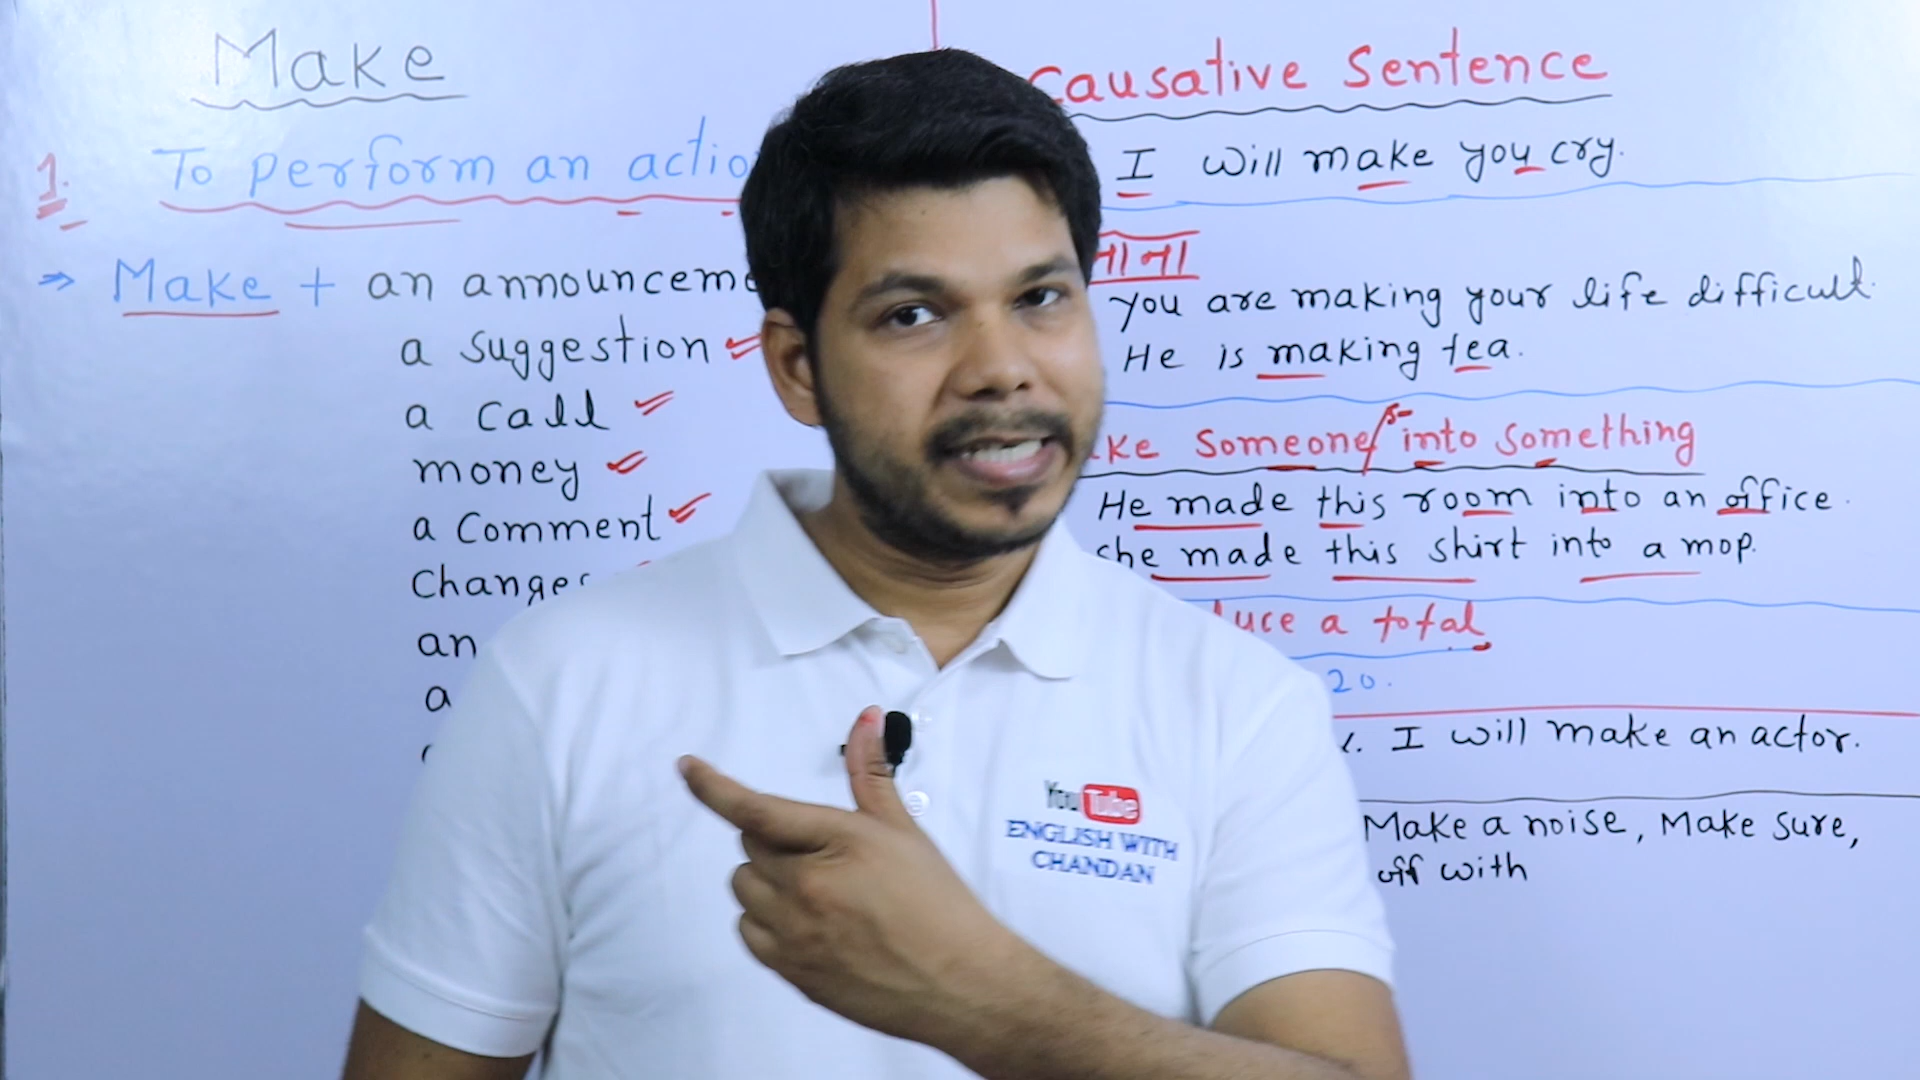 Make
1. To perform an actio
⇒ Make + an announceme
a suggestion
a call
money
a comment
Changes
an
a
Causative Sentence
I will make you cry.
ाना
You are making your life difficult.
He is making tea.
ke someone/s- into something
He made this room into an office.
She made this shirt into a mop.
uce a total
20.
I will make an actor.
Make a noise, Make sure,
off with
YouTube
ENGLISH WITH
CHANDAN